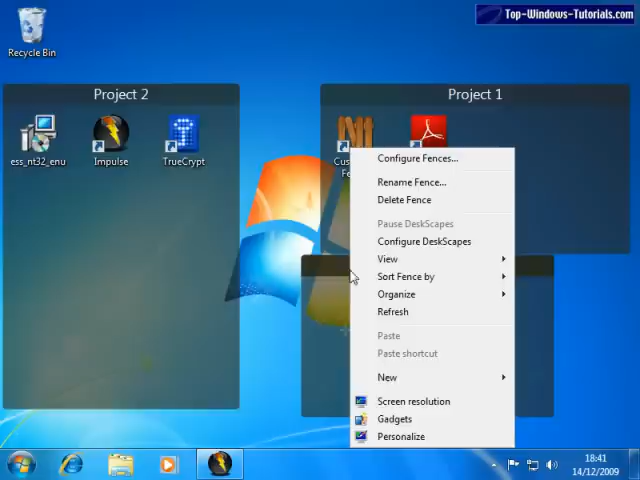 Top-Windows-Tutorials.com
Recycle Bin
Project 2
Project 1
ess_nt32_enu
Impulse
TrueCrypt
Configure Fences...
Rename Fence...
Delete Fence
Pause DeskScapes
Configure DeskScapes
View
Sort Fence by
Organize
Refresh
Paste
Paste shortcut
New
Screen resolution
Gadgets
Personalize
18:41
14/12/2009